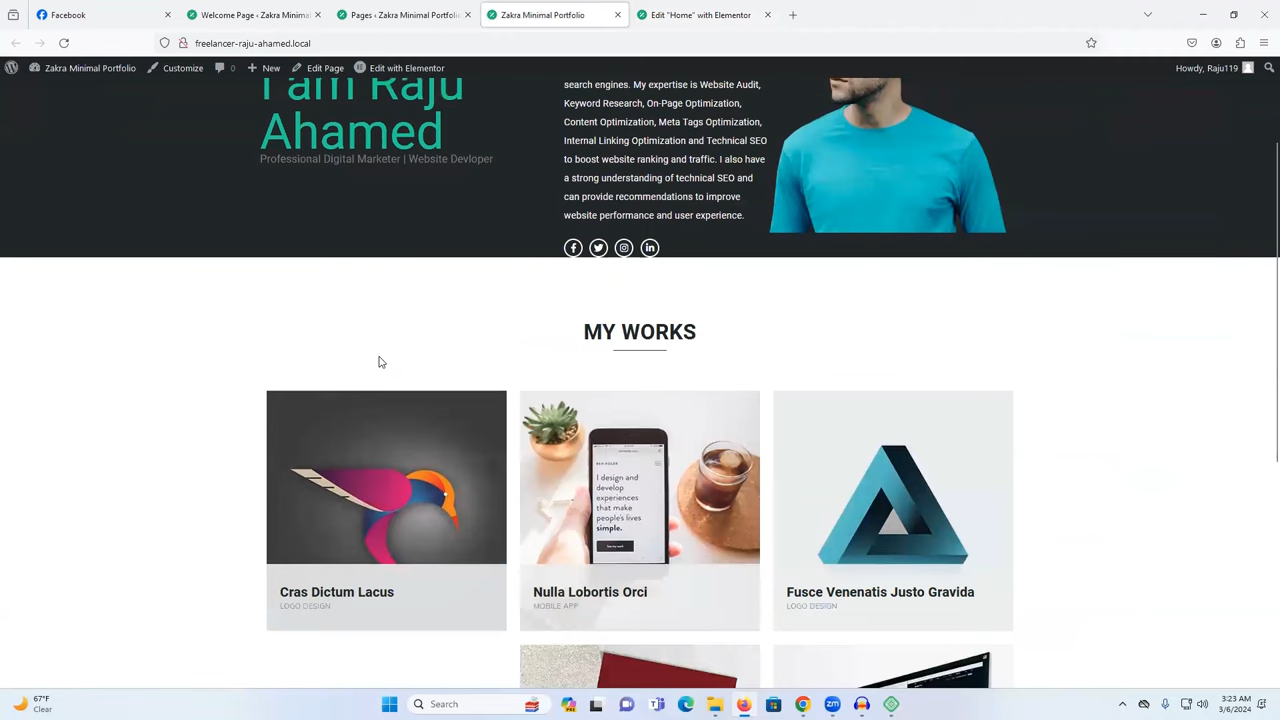 Facebook
Welcome Page ‹ Zakra Minimal
Pages ‹ Zakra Minimal Portfolio
Zakra Minimal Portfolio
Edit "Home" with Elementor
freelancer-raju-ahamed.local
Zakra Minimal Portfolio
Customize
0
New
Edit Page
Edit with Elementor
Howdy, Raju119
I am Raju
Ahamed
Professional Digital Marketer | Website Devloper
search engines. My expertise is Website Audit,
Keyword Research, On-Page Optimization,
Content Optimization, Meta Tags Optimization,
Internal Linking Optimization and Technical SEO
to boost website ranking and traffic. I also have
a strong understanding of technical SEO and
can provide recommendations to improve
website performance and user experience.
MY WORKS
I design and
develop
experiences
that make
people's lives
simple.
Cras Dictum Lacus
LOGO DESIGN
Nulla Lobortis Orci
MOBILE APP
Fusce Venenatis Justo Gravida
LOGO DESIGN
67°F
Clear
Search
3:23 AM
3/6/2024